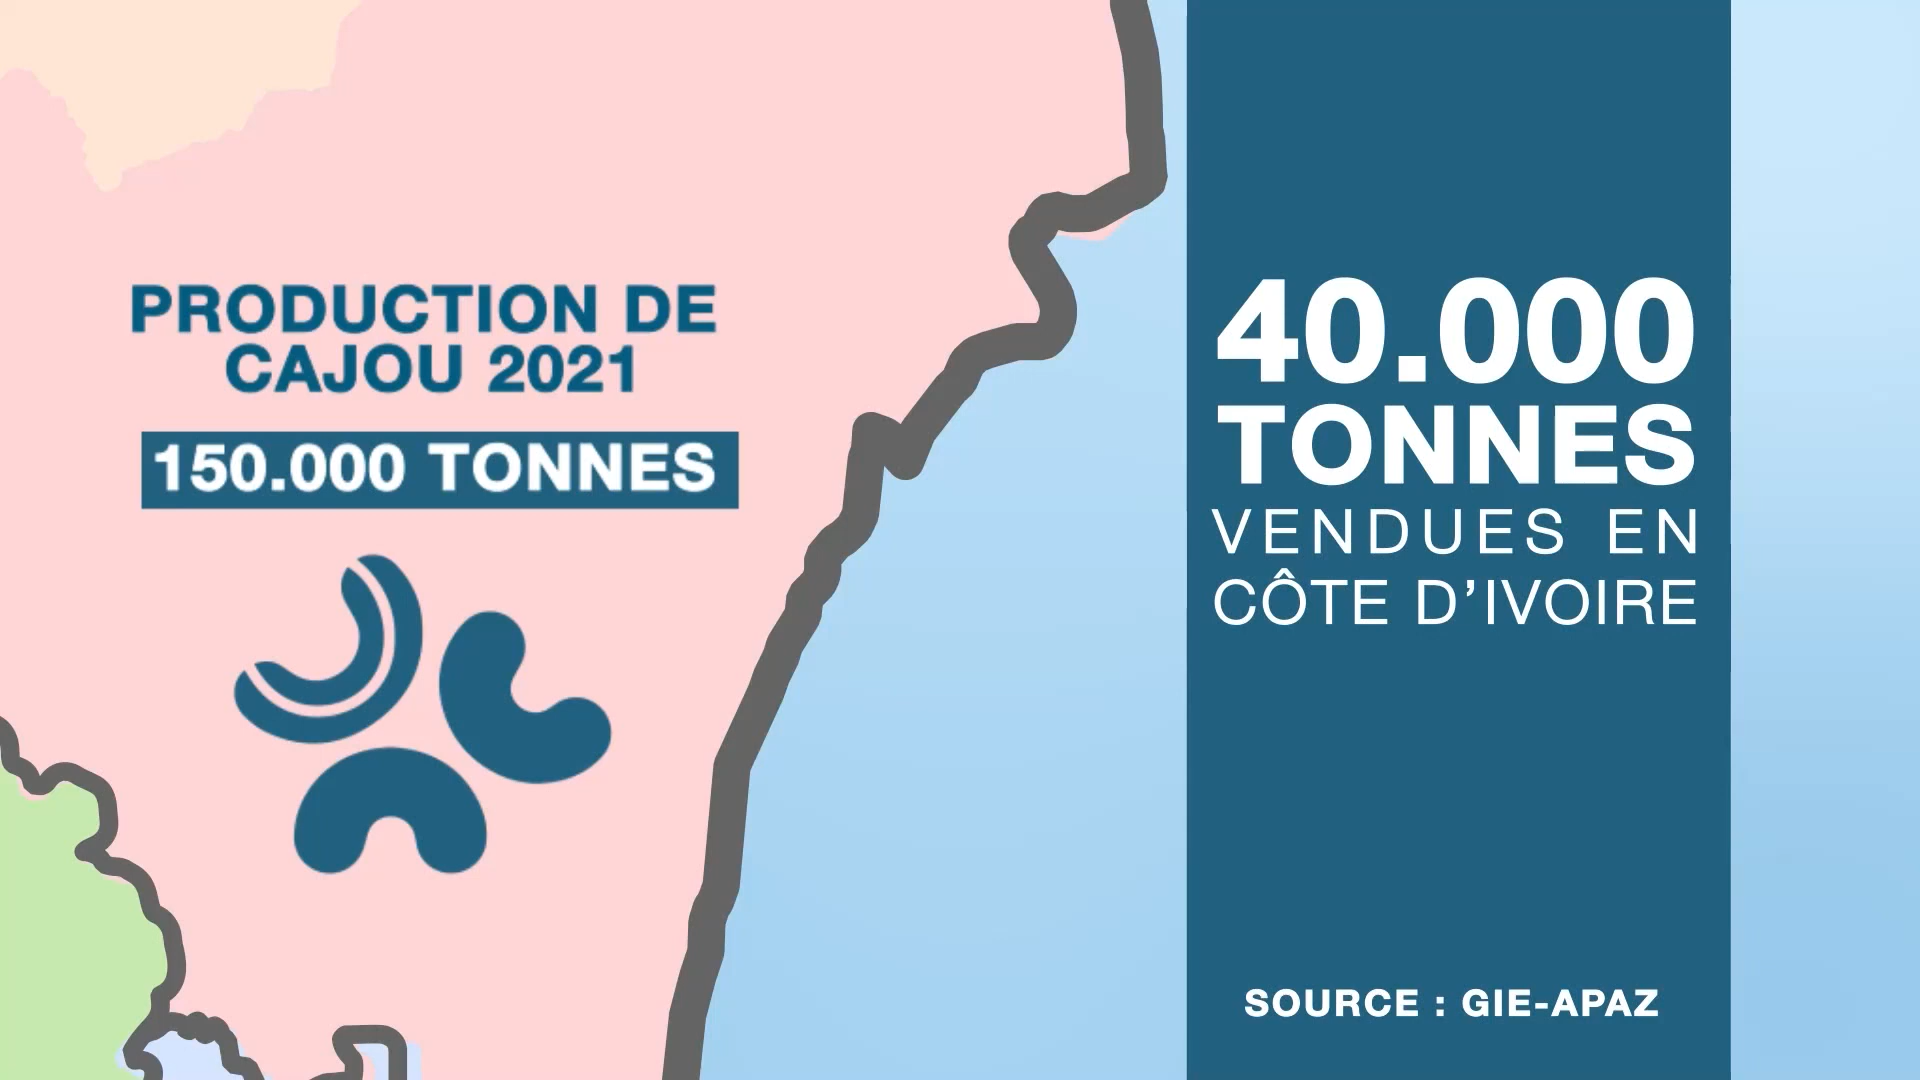 PRODUCTION DE
CAJOU 2021
150.000 TONNES
40.000
TONNES
VENDUES EN
CÔTE D’IVOIRE
SOURCE : GIE-APAZ